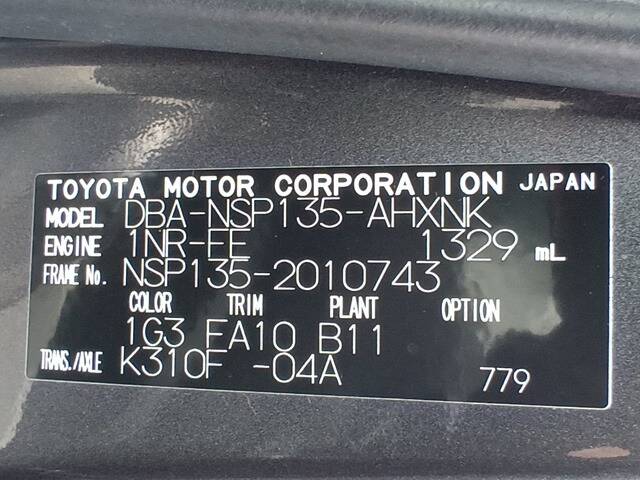 TOYOTA MOTOR CORPORATION JAPAN
MODEL DBA-NSP135-AHXNK
ENGINE 1NR-FE 1329 mL
FRAME No. NSP135-2010743
COLOR TRIM PLANT OPTION
1G3 FA10 B11
TRANS./AXLE K310F -04A 779